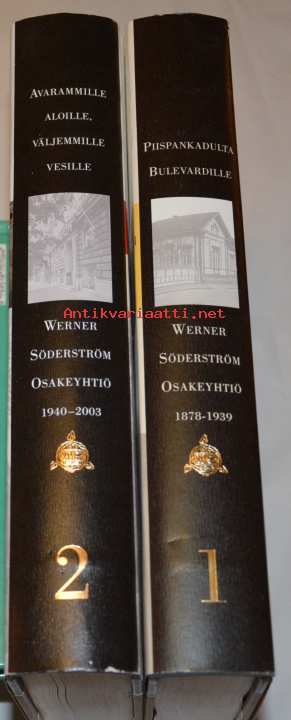 AVARAMMILLE
ALOILLE,
VÄLJEMMILLE
VESILLE
WERNER
SÖDERSTRÖM
OSAKEYHTIÖ
1940–2003
2
PIISPANKADULTA
BULEVARDILLE
WERNER
SÖDERSTRÖM
OSAKEYHTIÖ
1878-1939
1
Antikvariaatti.net